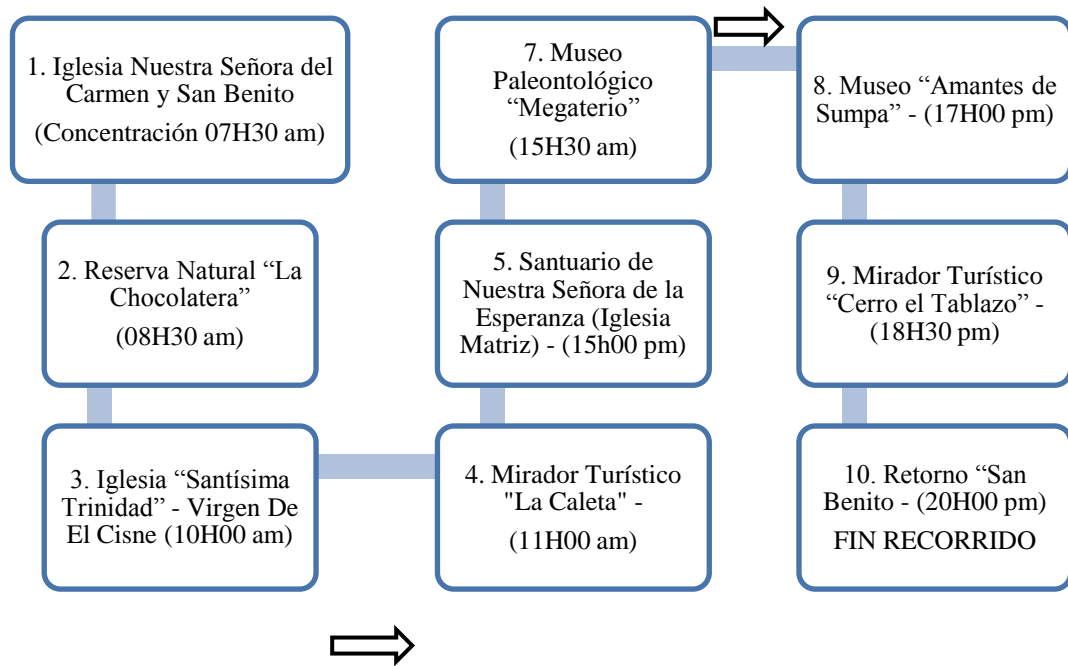 1. Iglesia Nuestra Señora del
Carmen y San Benito
(Concentración 07H30 am)
2. Reserva Natural “La
Chocolatera”
(08H30 am)
3. Iglesia “Santísima
Trinidad” - Virgen De
El Cisne (10H00 am)
4. Mirador Turístico
"La Caleta" -
(11H00 am)
5. Santuario de
Nuestra Señora de la
Esperanza (Iglesia
Matriz) - (15h00 pm)
7. Museo
Paleontológico
“Megaterio”
(15H30 am)
8. Museo “Amantes de
Sumpa” - (17H00 pm)
9. Mirador Turístico
“Cerro el Tablazo” -
(18H30 pm)
10. Retorno “San
Benito - (20H00 pm)
FIN RECORRIDO